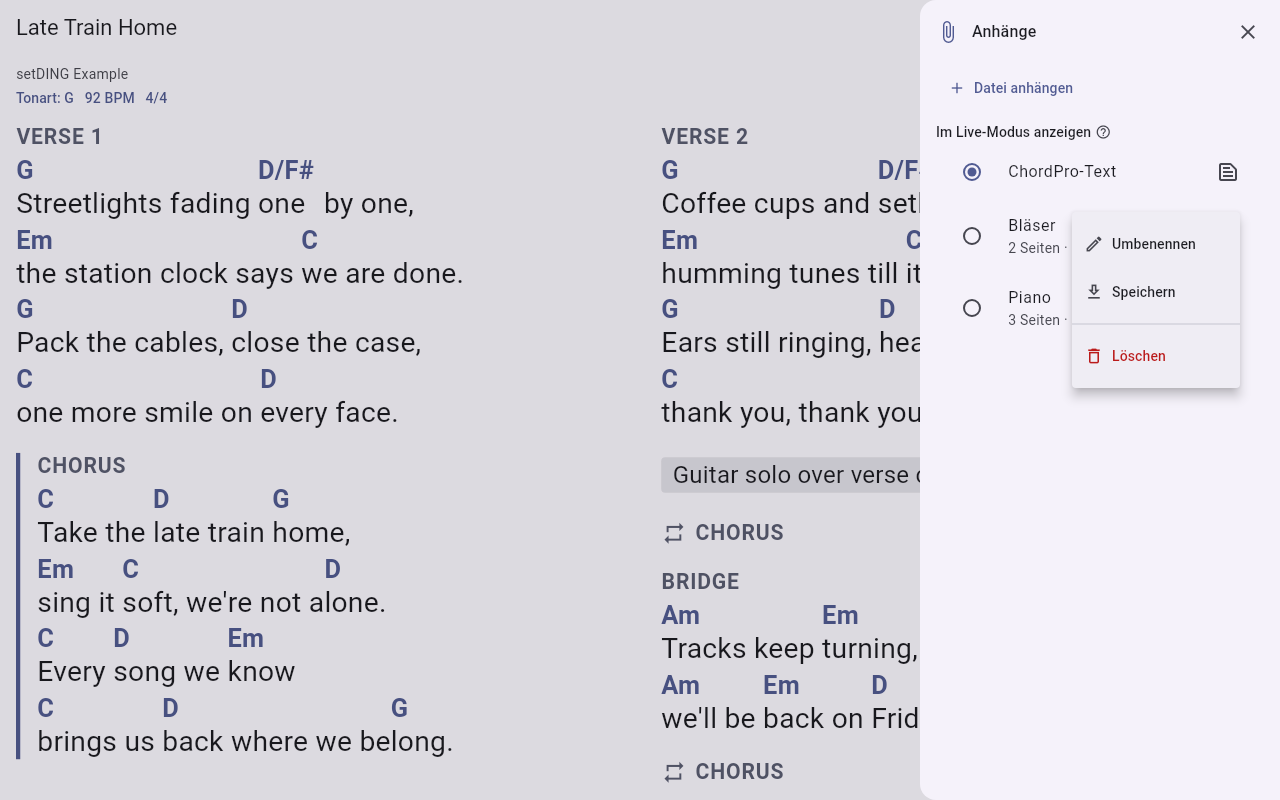 Late Train Home
setDING Example
Tonart: G 92 BPM 4/4
VERSE 1
G D/F#
Streetlights fading one by one,
Em C
the station clock says we are done.
G D
Pack the cables, close the case,
C D
one more smile on every face.
CHORUS
C D G
Take the late train home,
Em C D
sing it soft, we're not alone.
C D Em
Every song we know
C D G
brings us back where we belong.
VERSE 2
G
Coffee cups and
Em
humming tunes till it
G D
Ears still ringing,
C
thank you, thank you
Guitar solo over verse
CHORUS
BRIDGE
Am Em
Tracks keep turning,
Am Em D
we'll be back on
CHORUS
Anhänge
Datei anhängen
Im Live-Modus anzeigen
ChordPro-Text
Bläser
2 Seiten ·
Piano
3 Seiten ·
Umbenennen
Speichern
Löschen